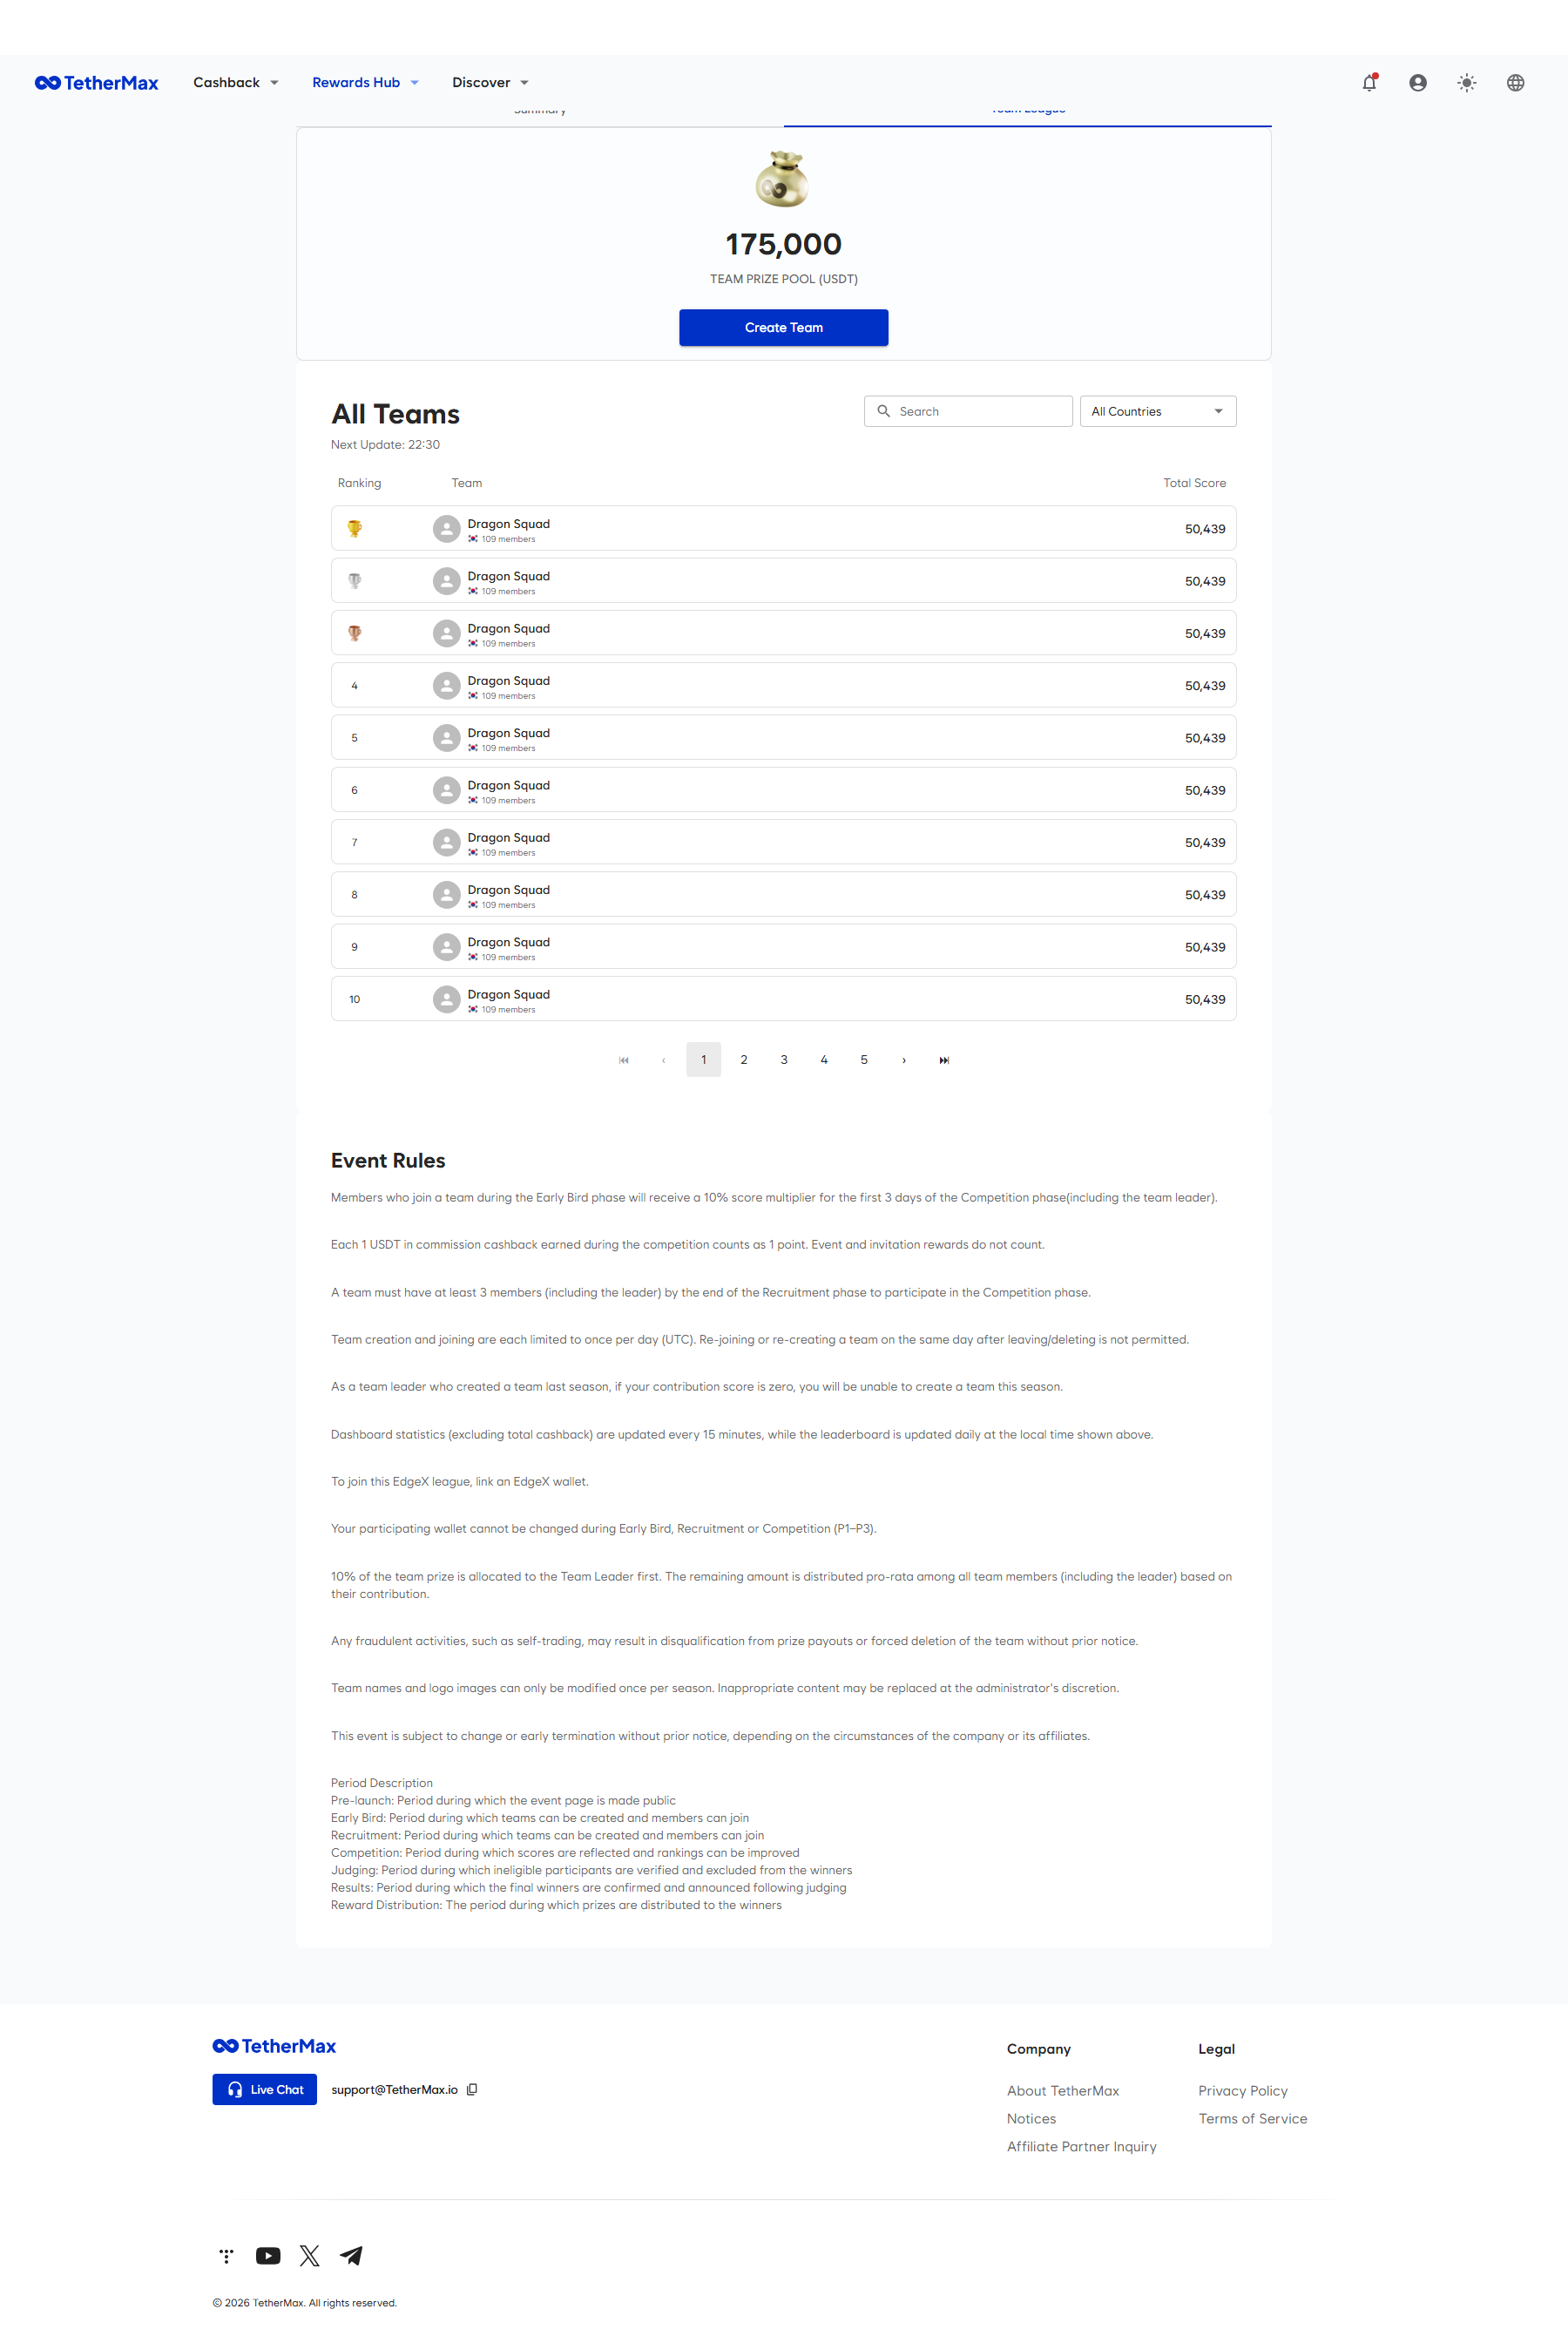 TetherMax
Cashback
Rewards Hub
Discover
Summary
Team League
175,000
TEAM PRIZE POOL (USDT)
Create Team
All Teams
Search
All Countries
Next Update: 22:30
Ranking
Team
Total Score
Dragon Squad
109 members
50,439
Dragon Squad
109 members
50,439
Dragon Squad
109 members
50,439
4
Dragon Squad
109 members
50,439
5
Dragon Squad
109 members
50,439
6
Dragon Squad
109 members
50,439
7
Dragon Squad
109 members
50,439
8
Dragon Squad
109 members
50,439
9
Dragon Squad
109 members
50,439
10
Dragon Squad
109 members
50,439
1 2 3 4 5
Event Rules
Members who join a team during the Early Bird phase will receive a 10% score multiplier for the first 3 days of the Competition phase(including the team leader).
Each 1 USDT in commission cashback earned during the competition counts as 1 point. Event and invitation rewards do not count.
A team must have at least 3 members (including the leader) by the end of the Recruitment phase to participate in the Competition phase.
Team creation and joining are each limited to once per day (UTC). Re-joining or re-creating a team on the same day after leaving/deleting is not permitted.
As a team leader who created a team last season, if your contribution score is zero, you will be unable to create a team this season.
Dashboard statistics (excluding total cashback) are updated every 15 minutes, while the leaderboard is updated daily at the local time shown above.
To join this EdgeX league, link an EdgeX wallet.
Your participating wallet cannot be changed during Early Bird, Recruitment or Competition (P1–P3).
10% of the team prize is allocated to the Team Leader first. The remaining amount is distributed pro-rata among all team members (including the leader) based on
their contribution.
Any fraudulent activities, such as self-trading, may result in disqualification from prize payouts or forced deletion of the team without prior notice.
Team names and logo images can only be modified once per season. Inappropriate content may be replaced at the administrator's discretion.
This event is subject to change or early termination without prior notice, depending on the circumstances of the company or its affiliates.
Period Description
Pre-launch: Period during which the event page is made public
Early Bird: Period during which teams can be created and members can join
Recruitment: Period during which teams can be created and members can join
Competition: Period during which scores are reflected and rankings can be improved
Judging: Period during which ineligible participants are verified and excluded from the winners
Results: Period during which the final winners are confirmed and announced following judging
Reward Distribution: The period during which prizes are distributed to the winners
TetherMax
Live Chat
support@TetherMax.io
Company
About TetherMax
Notices
Affiliate Partner Inquiry
Legal
Privacy Policy
Terms of Service
© 2026 TetherMax. All rights reserved.